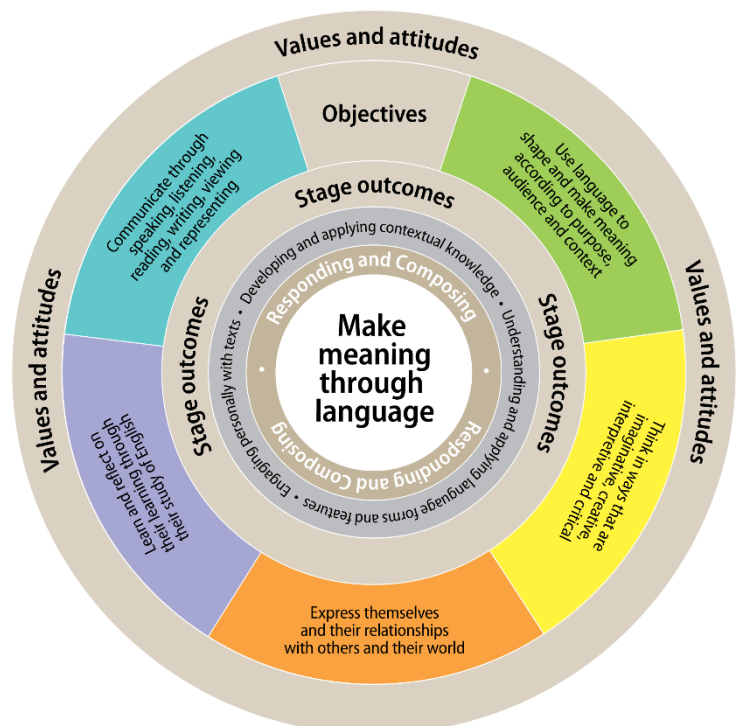 Values and attitudes
Objectives
Communicate through
speaking, listening,
reading, writing, viewing
and representing
Use language to
shape and make meaning
according to purpose,
audience and context
Stage outcomes
Developing and applying contextual knowledge •
Understanding and applying language forms and features •
Engaging personally with texts •
Responding and Composing •
Make
meaning
through
language
Responding and Composing •
Stage outcomes
Stage outcomes
Values and attitudes
Values and attitudes
Think in ways that are
imaginative, creative,
interpretive and critical
Learn and reflect on
their learning through
their study of English
Express themselves
and their relationships
with others and their world